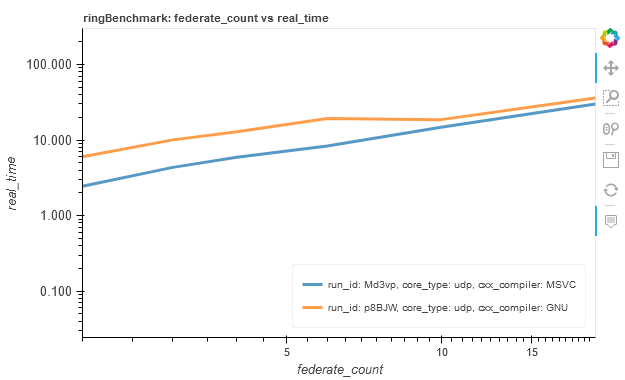 ringBenchmark: federate_count vs real_time
100.000
10.000
1.000
0.100
real_time
run_id: Md3vp, core_type: udp, cxx_compiler: MSVC
run_id: p8BJW, core_type: udp, cxx_compiler: GNU
5
10
15
federate_count